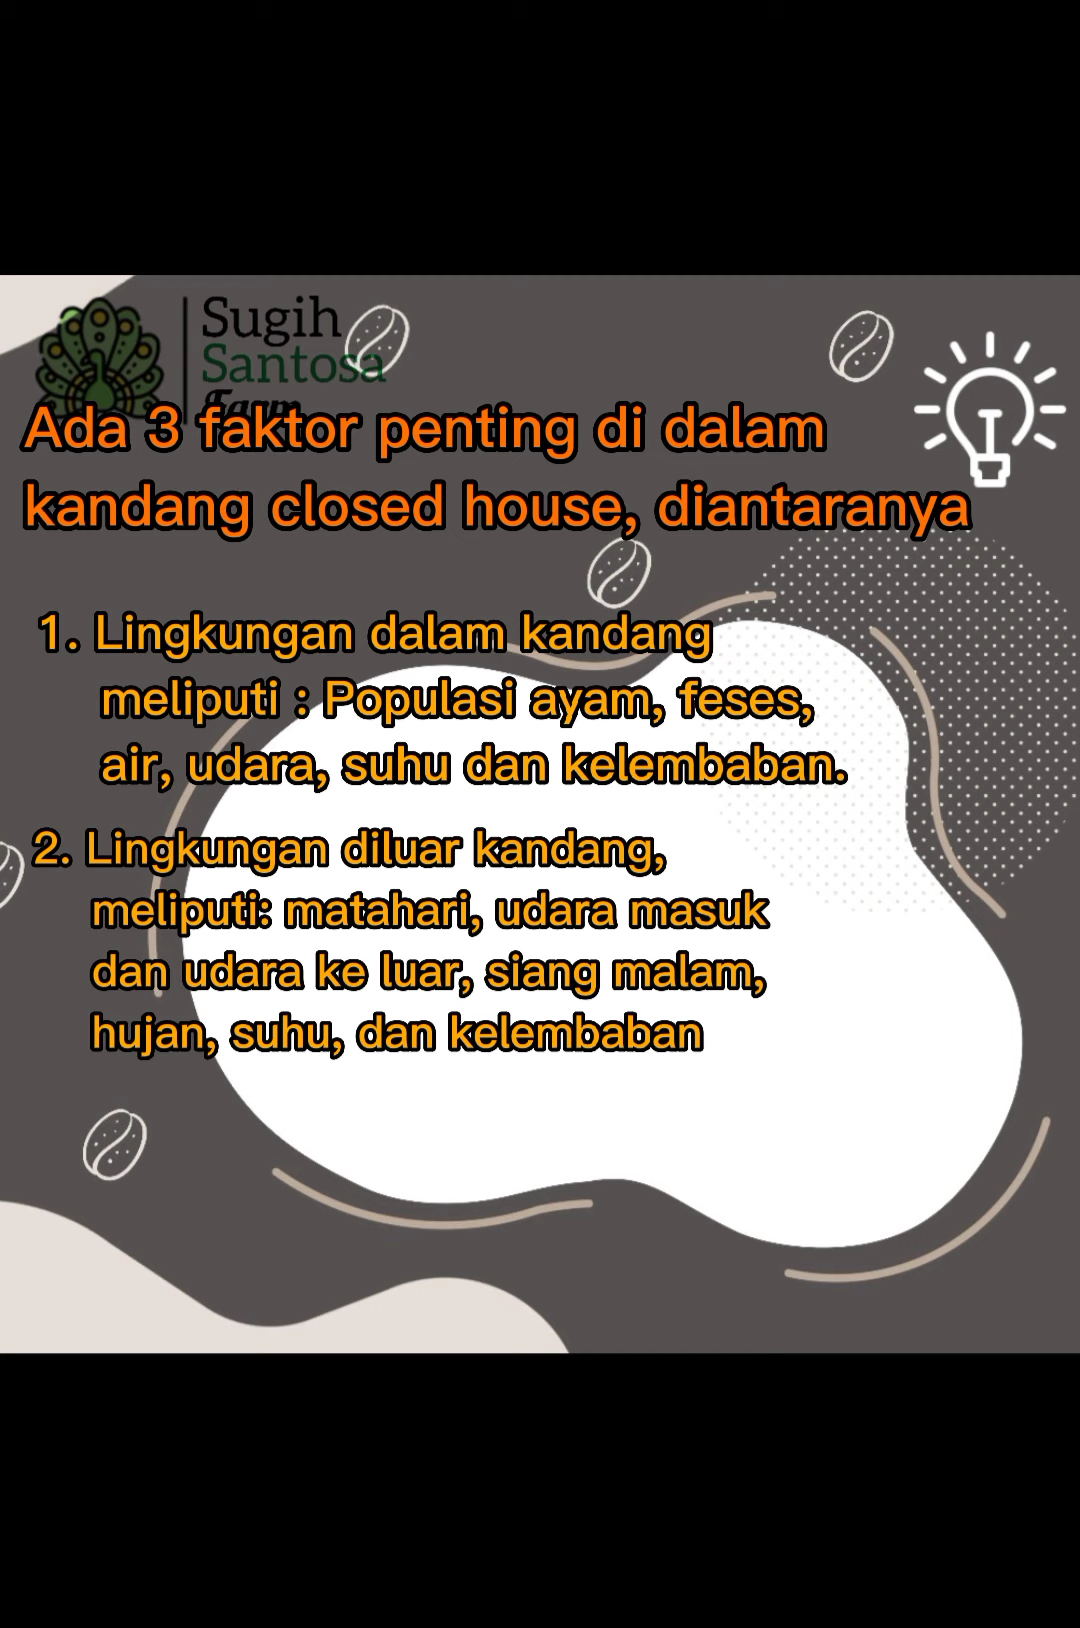 Sugih
Santosa
Farm
Ada 3 faktor penting di dalam
kandang closed house, diantaranya
1. Lingkungan dalam kandang
meliputi : Populasi ayam, feses,
air, udara, suhu dan kelembaban.
2. Lingkungan diluar kandang,
meliputi: matahari, udara masuk
dan udara ke luar, siang malam,
hujan, suhu, dan kelembaban